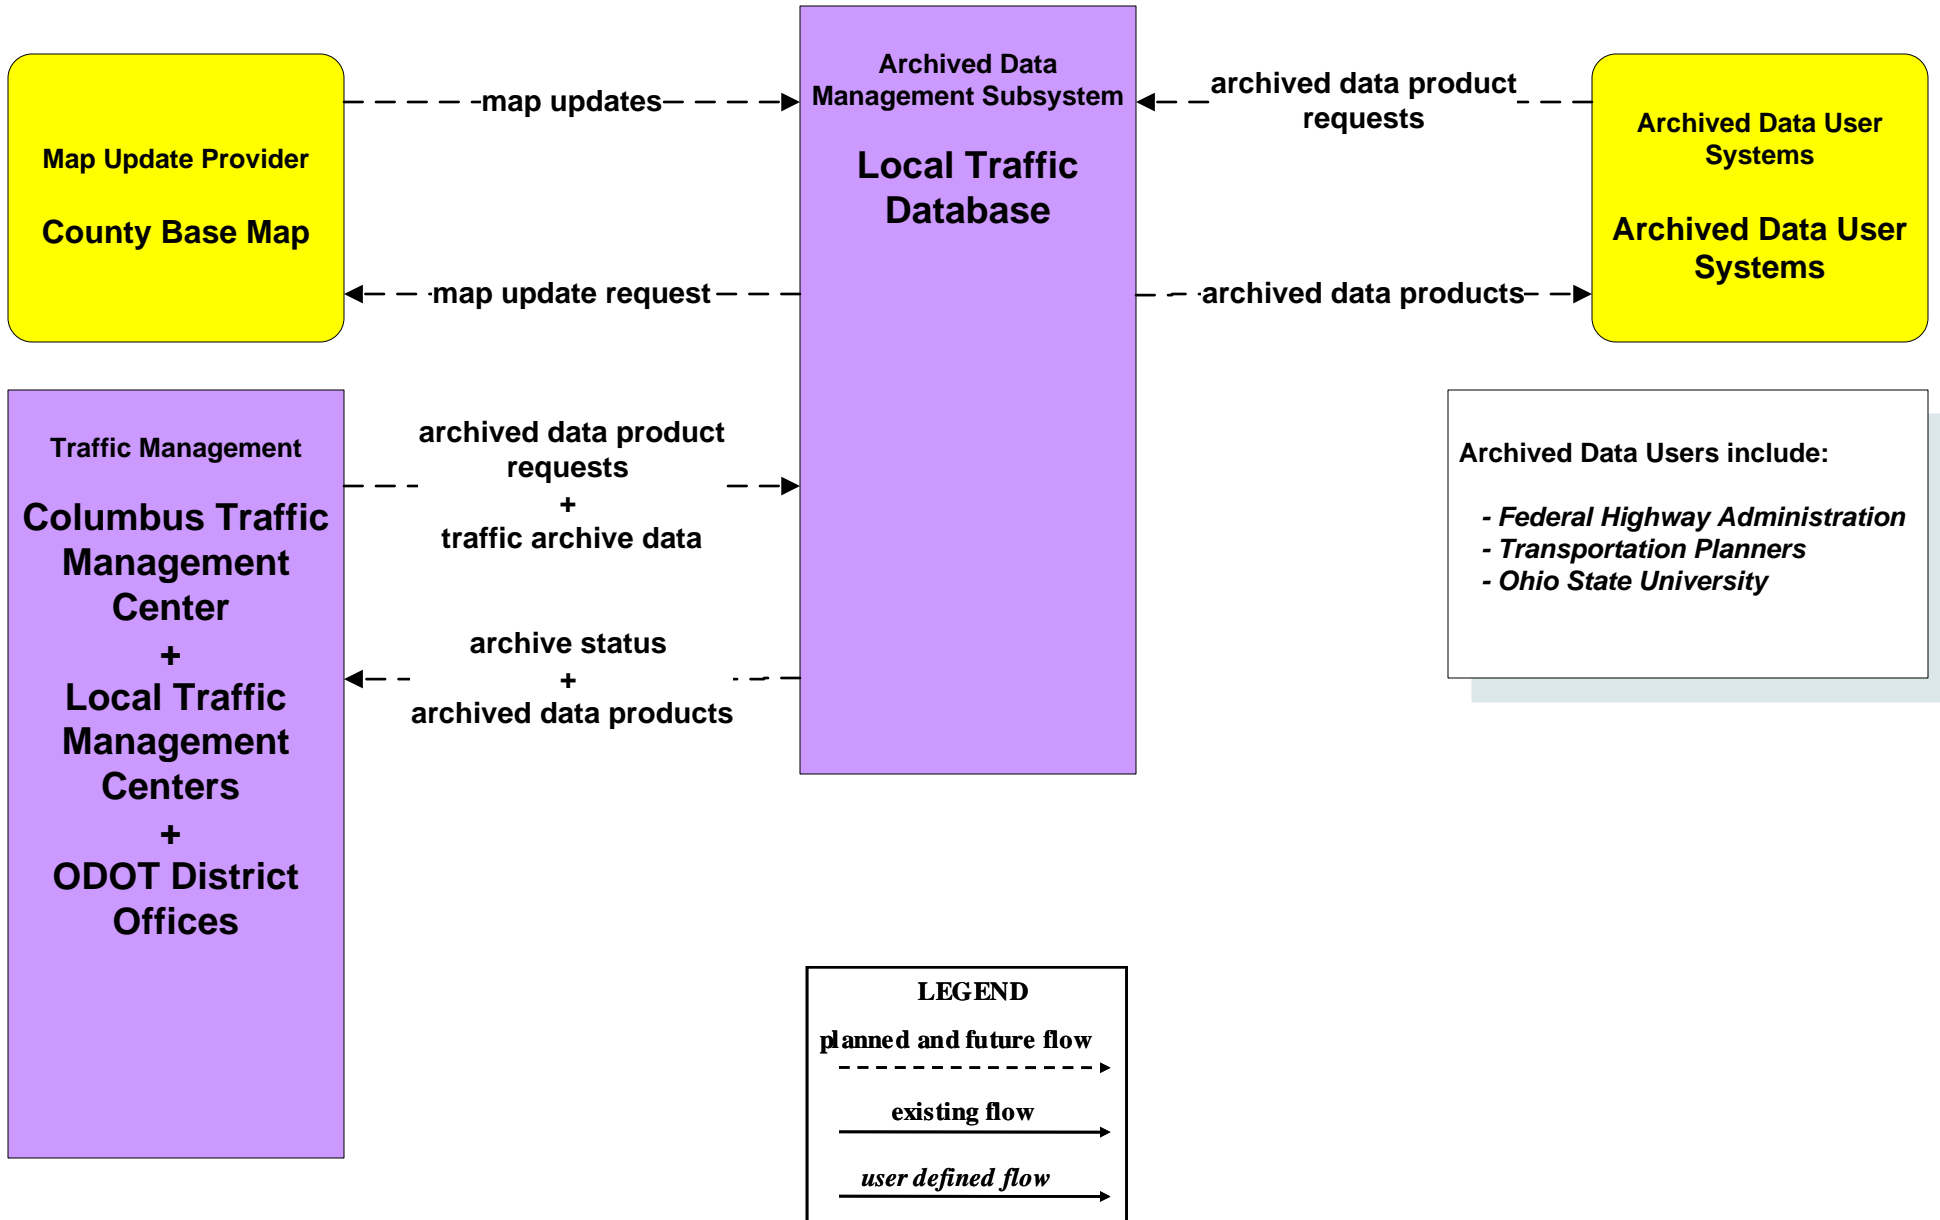 Map Update Provider
County Base Map
map updates
map update request
Archived Data
Management Subsystem
Local Traffic
Database
archived data product
requests
archived data products
Archived Data User
Systems
Archived Data User
Systems
Traffic Management
Columbus Traffic
Management
Center
+
Local Traffic
Management
Centers
+
ODOT District
Offices
archived data product
requests
+
traffic archive data
archive status
+
archived data products
Archived Data Users include:
- Federal Highway Administration
- Transportation Planners
- Ohio State University
LEGEND
planned and future flow
existing flow
user defined flow